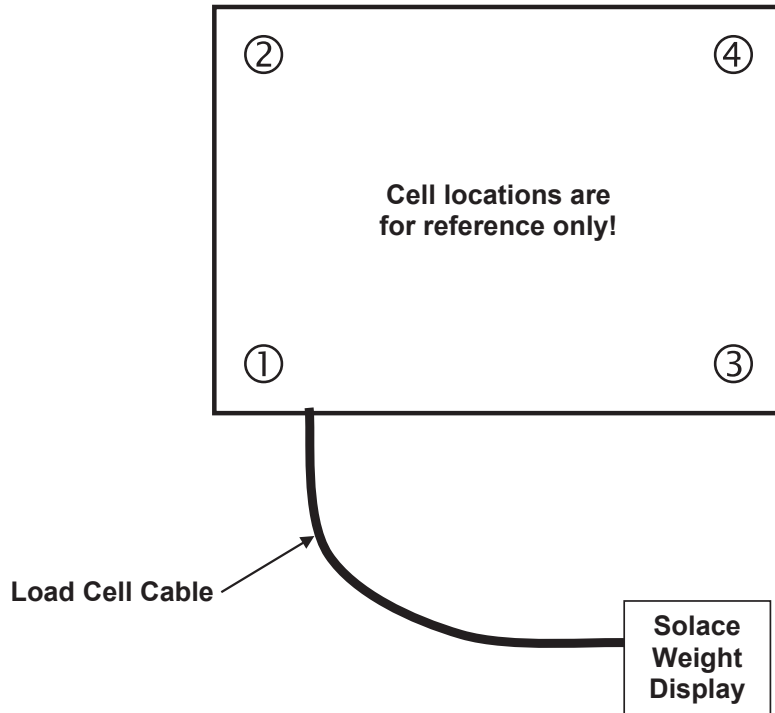 ② ④
Cell locations are
for reference only!
① ③
Load Cell Cable
Solace
Weight
Display